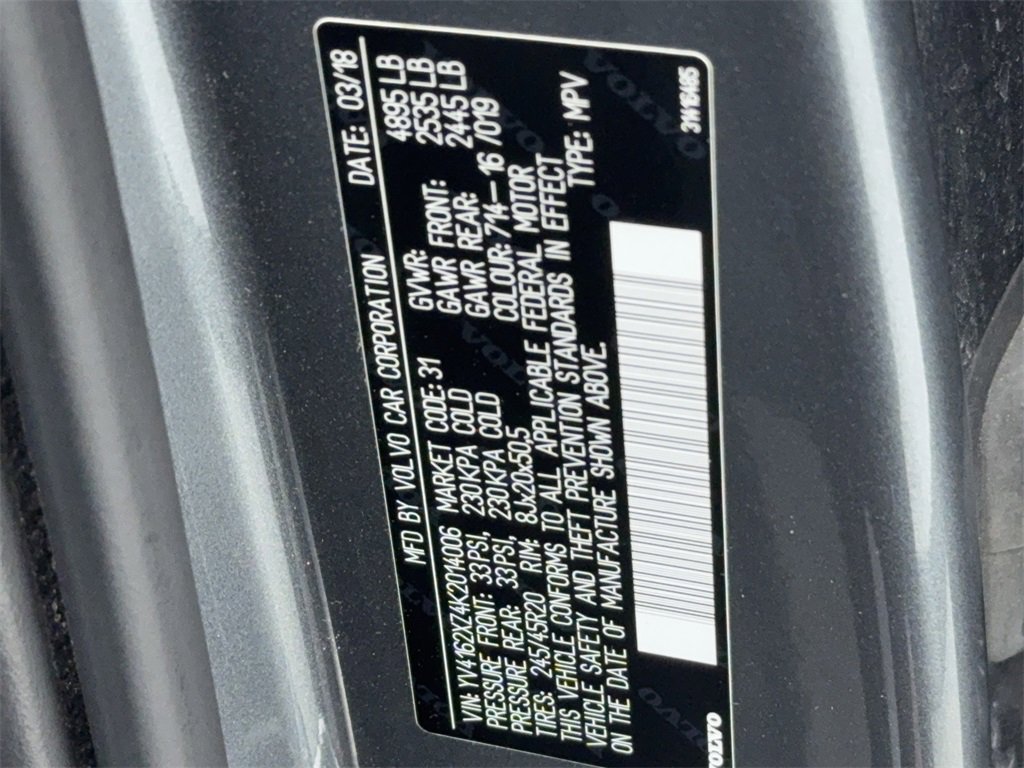 MFD BY VOLVO CAR CORPORATION DATE: 03/18
VIN: YV4162XZ4K2014006 MARKET CODE: 31 GVWR: 4895 LB
PRESSURE FRONT: 33PSI, 230KPA COLD GAWR FRONT: 2535 LB
PRESSURE REAR: 33PSI, 230KPA COLD GAWR REAR: 2445 LB
TIRES: 245/45R20 RIM: 8Jx20x50.5 COLOUR: 714-16 /019
THIS VEHICLE CONFORMS TO ALL APPLICABLE FEDERAL MOTOR
VEHICLE SAFETY AND THEFT PREVENTION STANDARDS IN EFFECT
ON THE DATE OF MANUFACTURE SHOWN ABOVE. TYPE: MPV
VOLVO 31418485